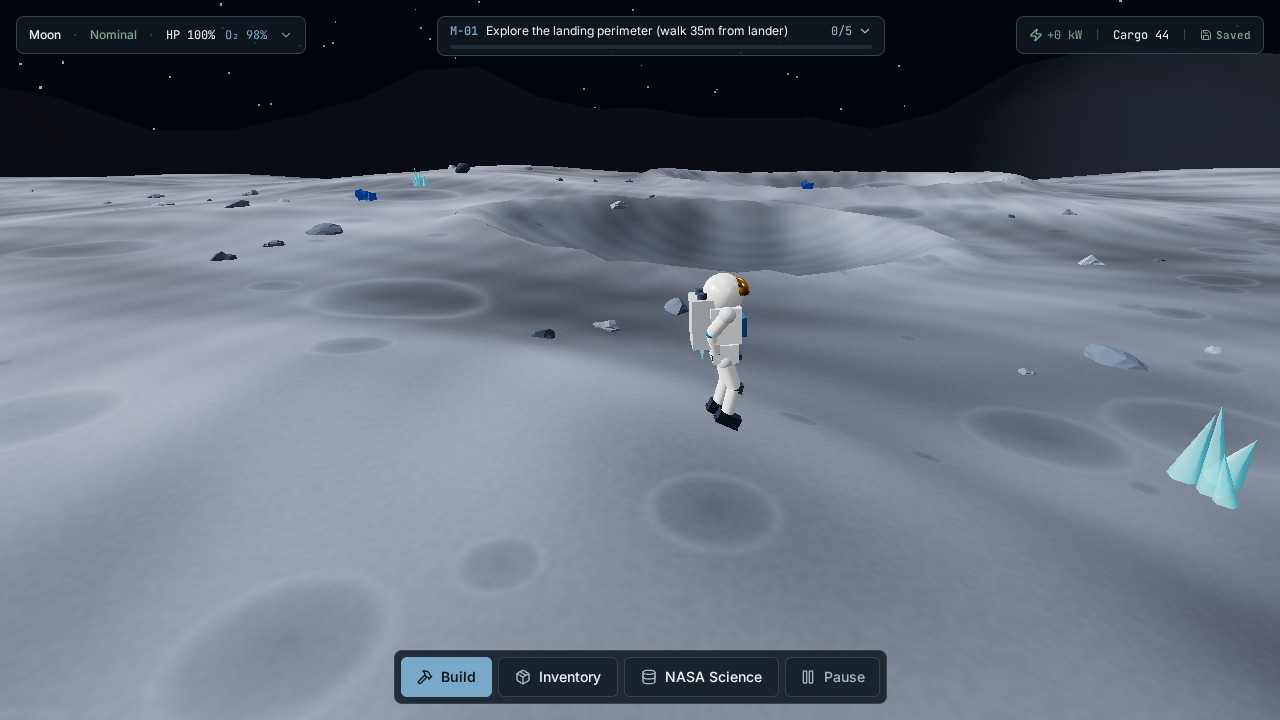 Moon · Nominal · HP 100% O₂ 98%
M-01 Explore the landing perimeter (walk 35m from lander) 0/5
+0 kW | Cargo 44 | Saved
Build
Inventory
NASA Science
Pause